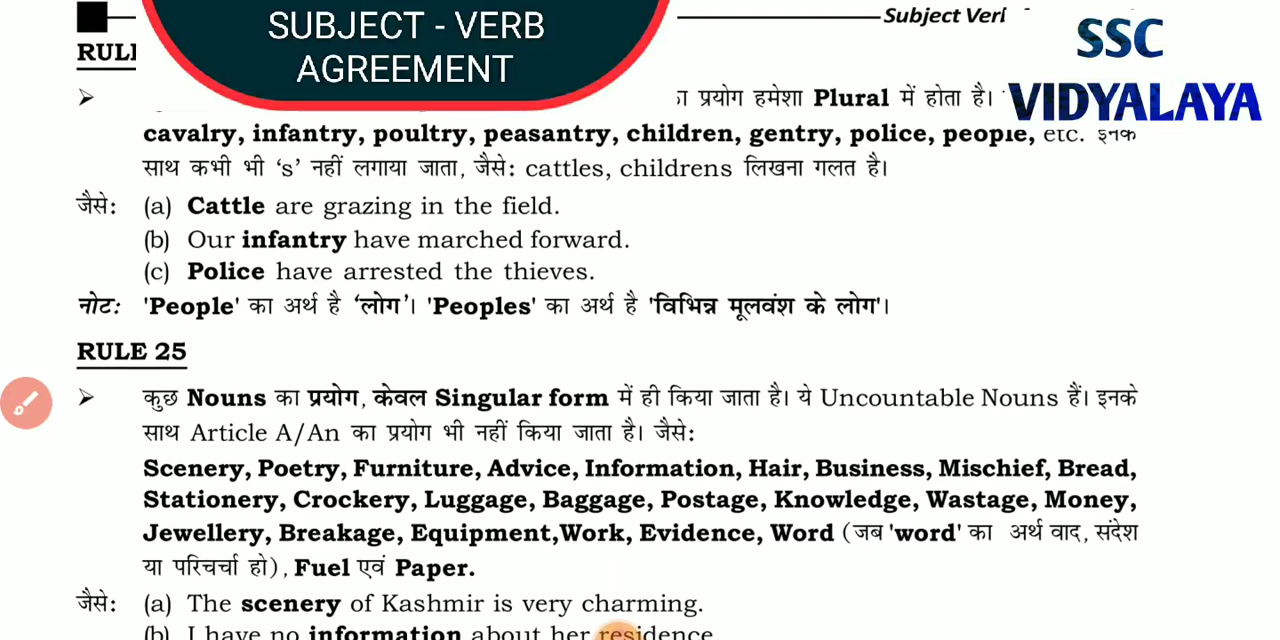 SUBJECT - VERB
AGREEMENT
Subject
SSC
VIDYALAYA
प्रयोग हमेशा Plural में होता है।
cavalry, infantry, poultry, peasantry, children, gentry, police, people, etc. इनके
साथ कभी भी ‘s’ नहीं लगाया जाता, जैसे: cattles, childrens लिखना गलत है।
जैसे: (a) Cattle are grazing in the field.
(b) Our infantry have marched forward.
(c) Police have arrested the thieves.
नोट: 'People' का अर्थ है ‘लोग’। 'Peoples' का अर्थ है 'विभिन्न मूलवंश के लोग'।
RULE 25
➢ कुछ Nouns का प्रयोग, केवल Singular form में ही किया जाता है। ये Uncountable Nouns हैं। इनके
साथ Article A/An का प्रयोग भी नहीं किया जाता है। जैसे:
Scenery, Poetry, Furniture, Advice, Information, Hair, Business, Mischief, Bread,
Stationery, Crockery, Luggage, Baggage, Postage, Knowledge, Wastage, Money,
Jewellery, Breakage, Equipment,Work, Evidence, Word (जब 'word' का अर्थ वाद, संदेश
या परिचर्चा हो), Fuel एवं Paper.
जैसे: (a) The scenery of Kashmir is very charming.
(b) I have no information about her residence